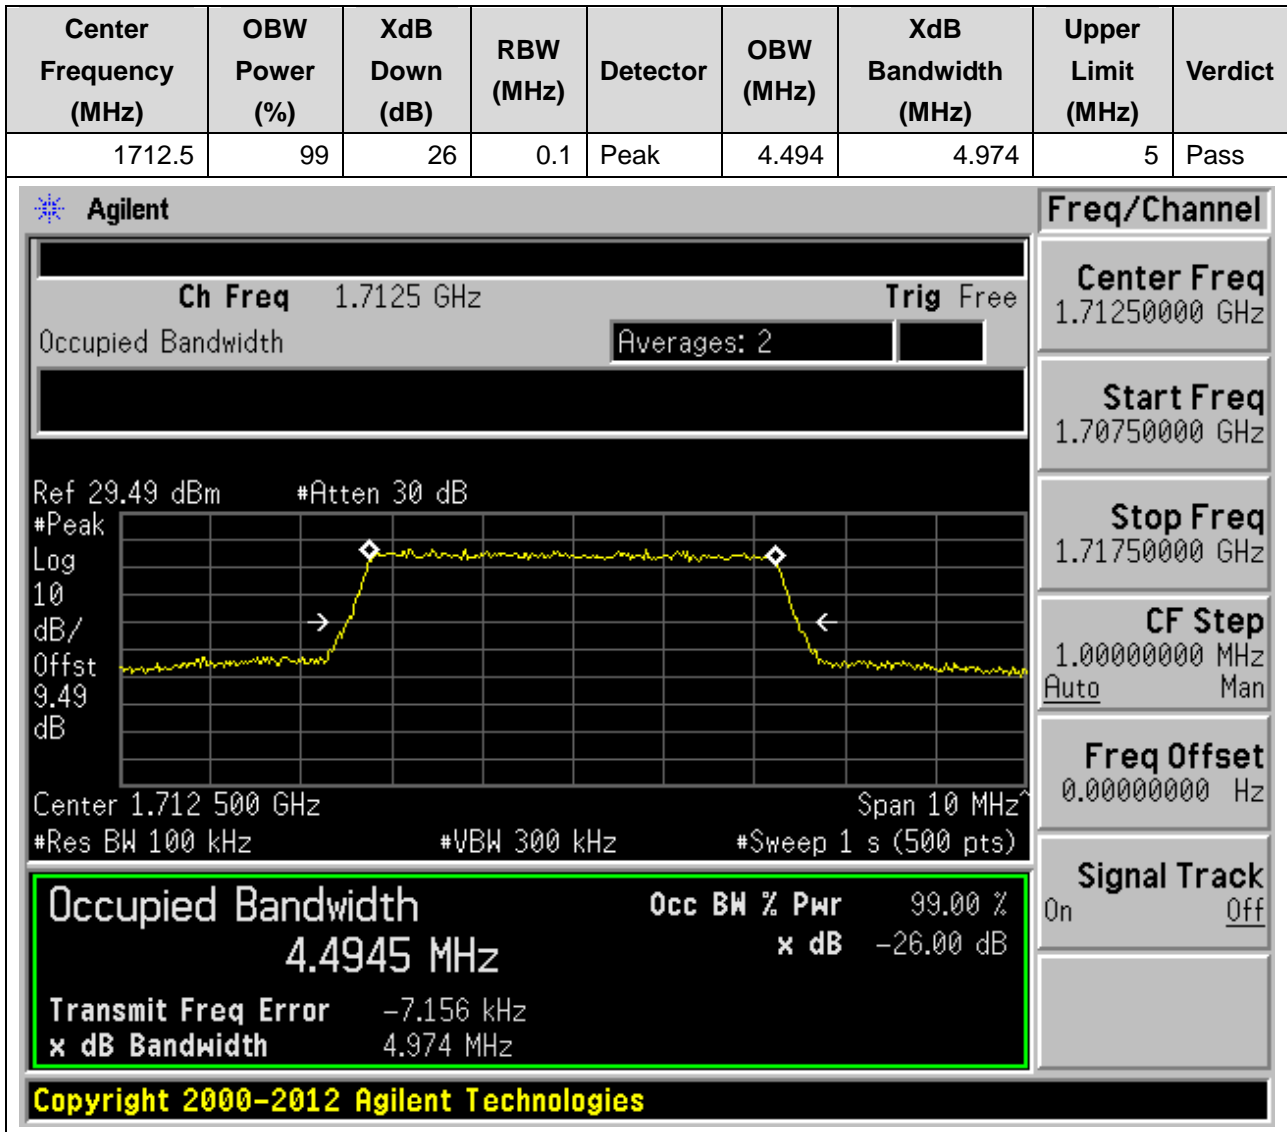 Center Frequency (MHz) OBW Power (%) XdB Down (dB) RBW (MHz) Detector OBW (MHz) XdB Bandwidth (MHz) Upper Limit (MHz) Verdict
1712.5 99 26 0.1 Peak 4.494 4.974 5 Pass
Agilent
Freq/Channel
Ch Freq 1.7125 GHz Trig Free
Occupied Bandwidth Averages: 2
Center Freq
1.71250000 GHz
Start Freq
1.70750000 GHz
Stop Freq
1.71750000 GHz
CF Step
1.00000000 MHz
Auto Man
Freq Offset
0.00000000 Hz
Signal Track
On Off
Ref 29.49 dBm #Atten 30 dB
#Peak
Log
10
dB/
Offst
9.49
dB
Center 1.712 500 GHz Span 10 MHz^
#Res BW 100 kHz #VBW 300 kHz #Sweep 1 s (500 pts)
Occupied Bandwidth Occ BW % Pwr 99.00 %
4.4945 MHz x dB -26.00 dB
Transmit Freq Error -7.156 kHz
x dB Bandwidth 4.974 MHz
Copyright 2000-2012 Agilent Technologies